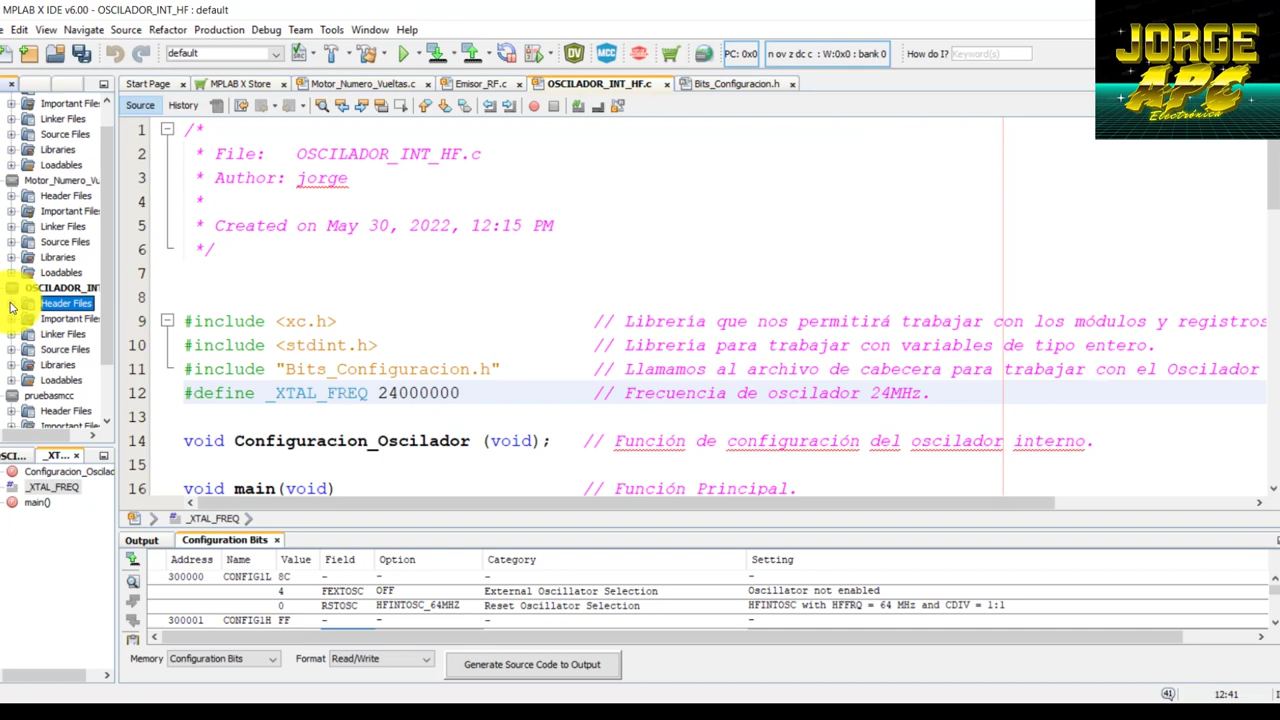 MPLAB X IDE v6.00 - OSCILADOR_INT_HF : default
Edit View Navigate Source Refactor Production Debug Team Tools Window Help
default
PC: 0x0
n ov z dc c : W:0x0 : bank 0
How do I? Keyword(s)
JORGE
APC
Electrónica
Start Page MPLAB X Store Motor_Numero_Vueltas.c Emisor_RF.c OSCILADOR_INT_HF.c Bits_Configuracion.h
Source History
Important File
Linker Files
Source Files
Libraries
Loadables
Motor_Numero_Vu
Header Files
Important File
Linker Files
Source Files
Libraries
Loadables
OSCILADOR_INT
Header Files
Important File
Linker Files
Source Files
Libraries
Loadables
pruebasmcc
Header Files
Important File
1 /*
2 * File: OSCILADOR_INT_HF.c
3 * Author: jorge
4 *
5 * Created on May 30, 2022, 12:15 PM
6 */
7
8
9 #include <xc.h> // Librería que nos permitirá trabajar con los módulos y registros
10 #include <stdint.h> // Librería para trabajar con variables de tipo entero.
11 #include "Bits_Configuracion.h" // Llamamos al archivo de cabecera para trabajar con el Oscilador
12 #define _XTAL_FREQ 24000000 // Frecuencia de oscilador 24MHz.
13
14 void Configuracion_Oscilador (void); // Función de configuración del oscilador interno.
15
16 void main(void) // Función Principal.
_XTAL_FREQ
OSCI... _XT...
Configuracion_Oscilad
_XTAL_FREQ
main()
Output Configuration Bits
Address Name Value Field Option Category Setting
300000 CONFIG1L 8C - - - -
4 FEXTOSC OFF External Oscillator Selection Oscillator not enabled
0 RSTOSC HFINTOSC_64MHZ Reset Oscillator Selection HFINTOSC with HFFRQ = 64 MHz and CDIV = 1:1
300001 CONFIG1H FF - - - -
Memory Configuration Bits Format Read/Write Generate Source Code to Output
12:41